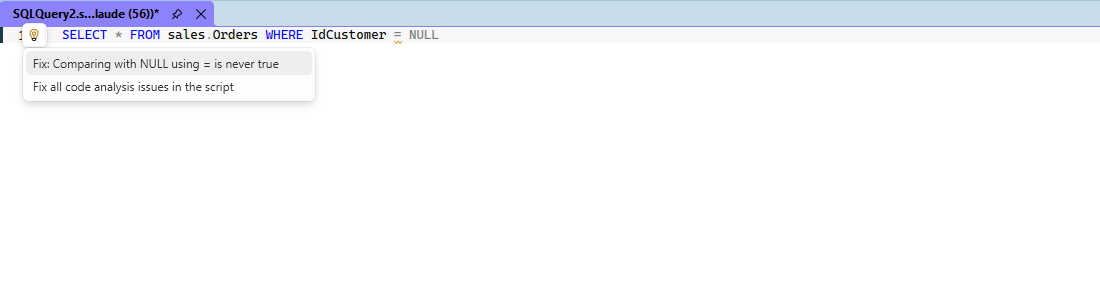 SQLQuery2.s...laude (56))*
1 SELECT * FROM sales.Orders WHERE IdCustomer = NULL
Fix: Comparing with NULL using = is never true
Fix all code analysis issues in the script